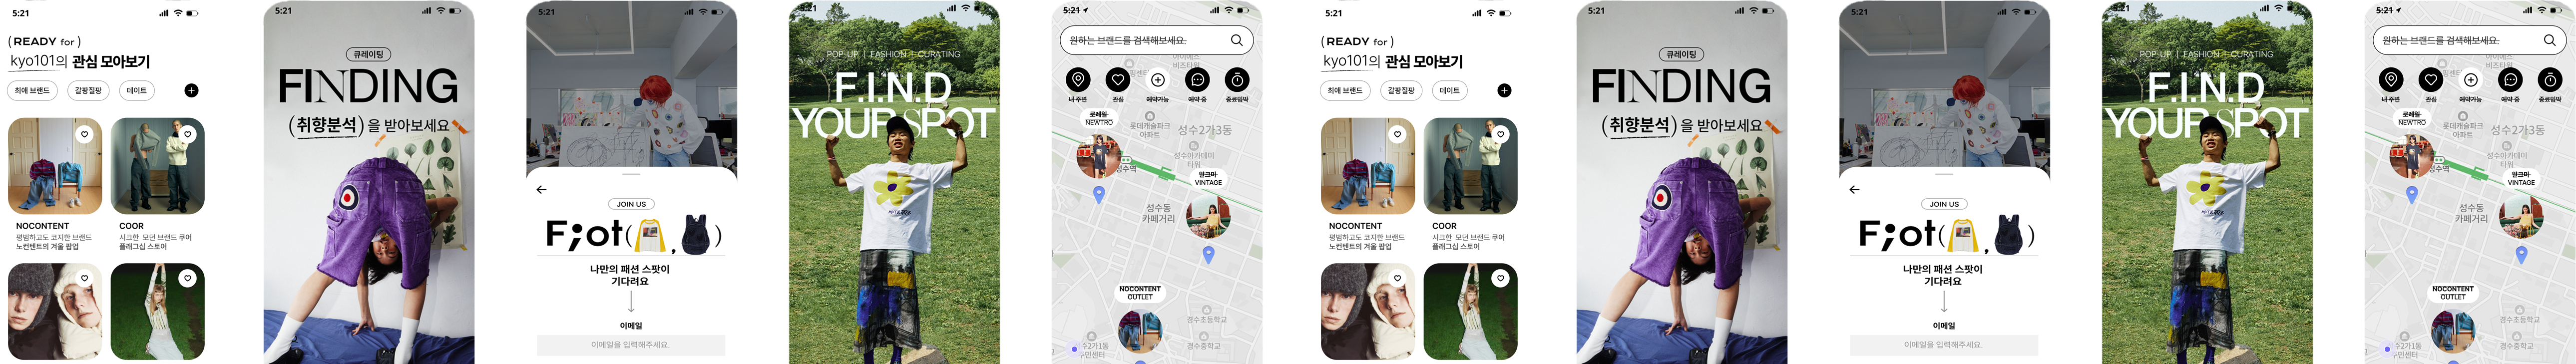 5:21
( READY for )
kyo101의 관심 모아보기
최애 브랜드
갈팡질팡
데이트
NOCONTENT
평범하고도 코지한 브랜드
노컨텐트의 겨울 팝업
COOR
시크한 모던 브랜드 쿠어
플래그십 스토어
5:21
큐레이팅
FINDING
(취향분석)을 받아보세요
5:21
JOIN US
F;ot( , )
나만의 패션 스팟이
기다려요
이메일
이메일을 입력해주세요.
5:21
POP-UP | FASHION | CURATING
F.I.N.D
YOUR SPOT
5:21
원하는 브랜드를 검색해보세요.
비즈타워
내 주변
관심
예약가능
예약 중
종료임박
로레일
NEWTRO
롯데캐슬파크
아파트
성수2가3동
성수아카데미
타워
성수역
말크마
VINTAGE
성수동
카페거리
NOCONTENT
OUTLET
경수초등학교
경수중학교
수2가1동
5:21
( READY for )
kyo101의 관심 모아보기
최애 브랜드
갈팡질팡
데이트
NOCONTENT
평범하고도 코지한 브랜드
노컨텐트의 겨울 팝업
COOR
시크한 모던 브랜드 쿠어
플래그십 스토어
5:21
큐레이팅
FINDING
(취향분석)을 받아보세요
5:21
JOIN US
F;ot( , )
나만의 패션 스팟이
기다려요
이메일
이메일을 입력해주세요.
5:21
POP-UP | FASHION | CURATING
F.I.N.D
YOUR SPOT
5:21
원하는 브랜드를 검색해보세요.
비즈타워
내 주변
관심
예약가능
예약 중
종료임박
로레일
NEWTRO
롯데캐슬파크
아파트
성수2가3동
성수아카데미
타워
성수역
말크마
VINTAGE
성수동
카페거리
NOCONTENT
OUTLET
경수초등학교
경수중학교
수2가1동